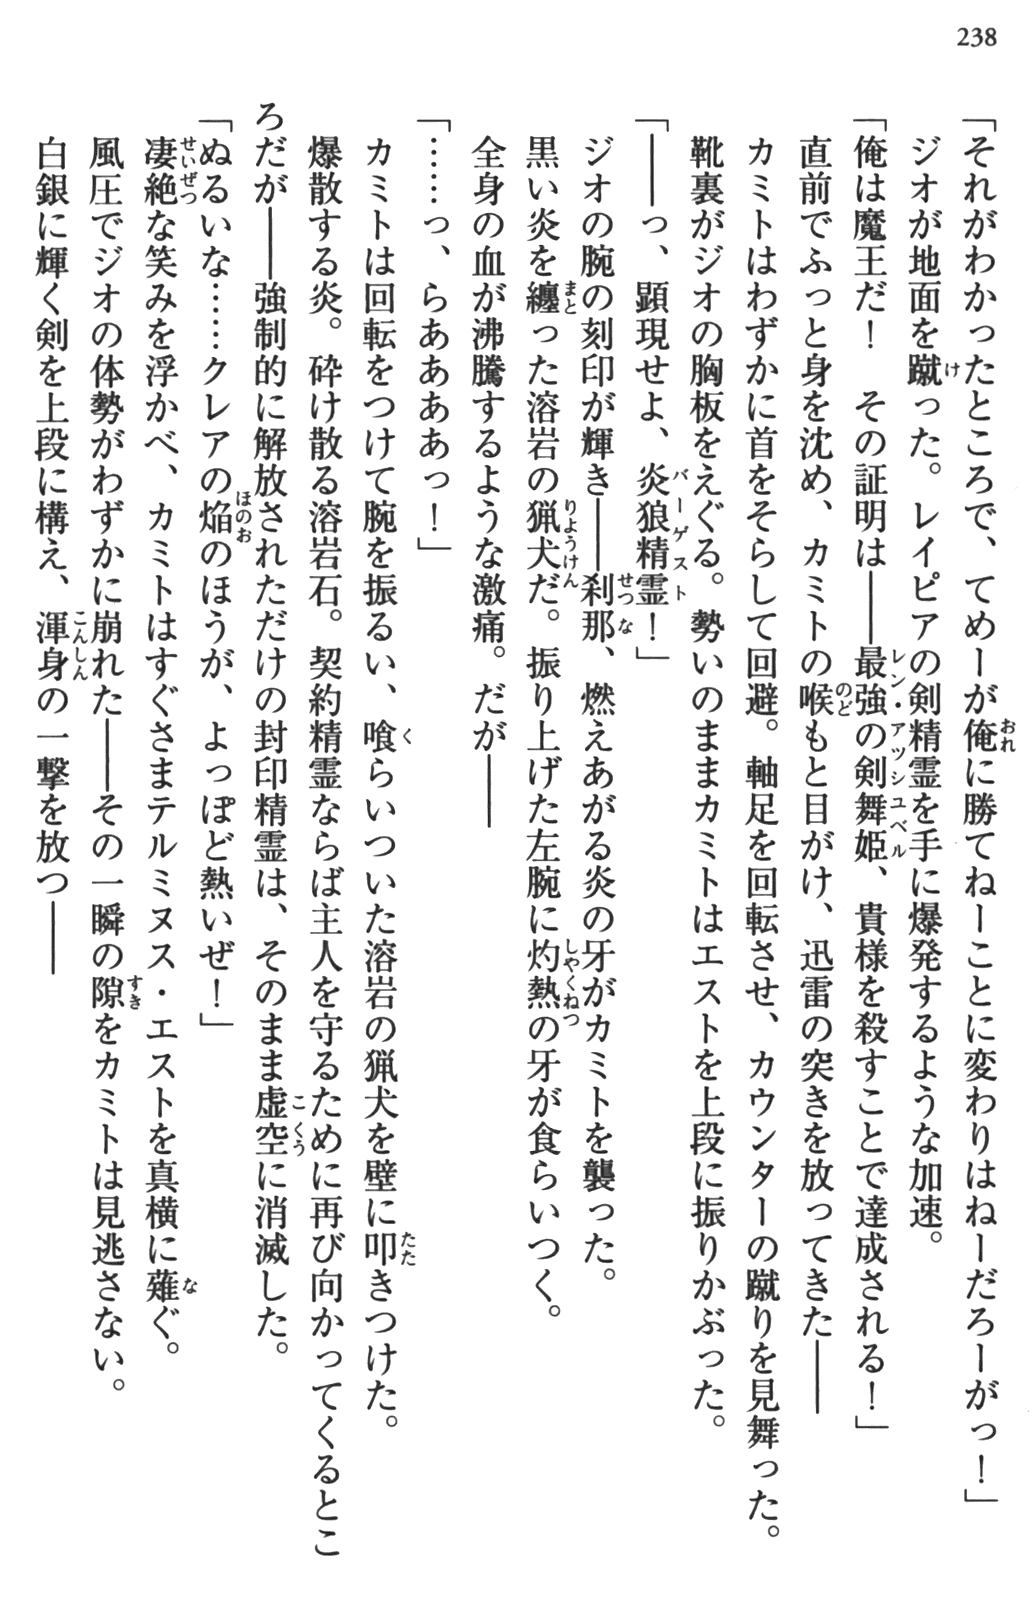 238
「それがわかったところで、てめーが俺に勝てねーことに変わりはねーだろーがっ！」
ジオが地面を蹴った。レイピアの剣精霊を手に爆発するような加速。
「俺は魔王だ！　その証明は――最強の剣舞姫、貴様を殺すことで達成される！」
直前でふっと身を沈め、カミトの喉もと目がけ、迅雷の突きを放ってきた――
カミトはわずかに首をそらして回避。軸足を回転させ、カウンターの蹴りを見舞った。
靴裏がジオの胸板をえぐる。勢いのままカミトはエストを上段に振りかぶった。
「――っ、顕現せよ、炎狼精霊！」
ジオの腕の刻印が輝き――刹那、燃えあがる炎の牙がカミトを襲った。
黒い炎を纏った溶岩の猟犬だ。振り上げた左腕に灼熱の牙が食らいつく。
全身の血が沸騰するような激痛。だが――
「……っ、らああああっ！」
カミトは回転をつけて腕を振るい、喰らいついた溶岩の猟犬を壁に叩きつけた。
爆散する炎。砕け散る溶岩石。契約精霊ならば主人を守るために再び向かってくるとこ
ろだが――強制的に解放されただけの封印精霊は、そのまま虚空に消滅した。
「ぬるいな……クレアの焔のほうが、よっぽど熱いぜ！」
凄絶な笑みを浮かべ、カミトはすぐさまテルミヌス・エストを真横に薙ぐ。
風圧でジオの体勢がわずかに崩れた――その一瞬の隙をカミトは見逃さない。
白銀に輝く剣を上段に構え、渾身の一撃を放つ――